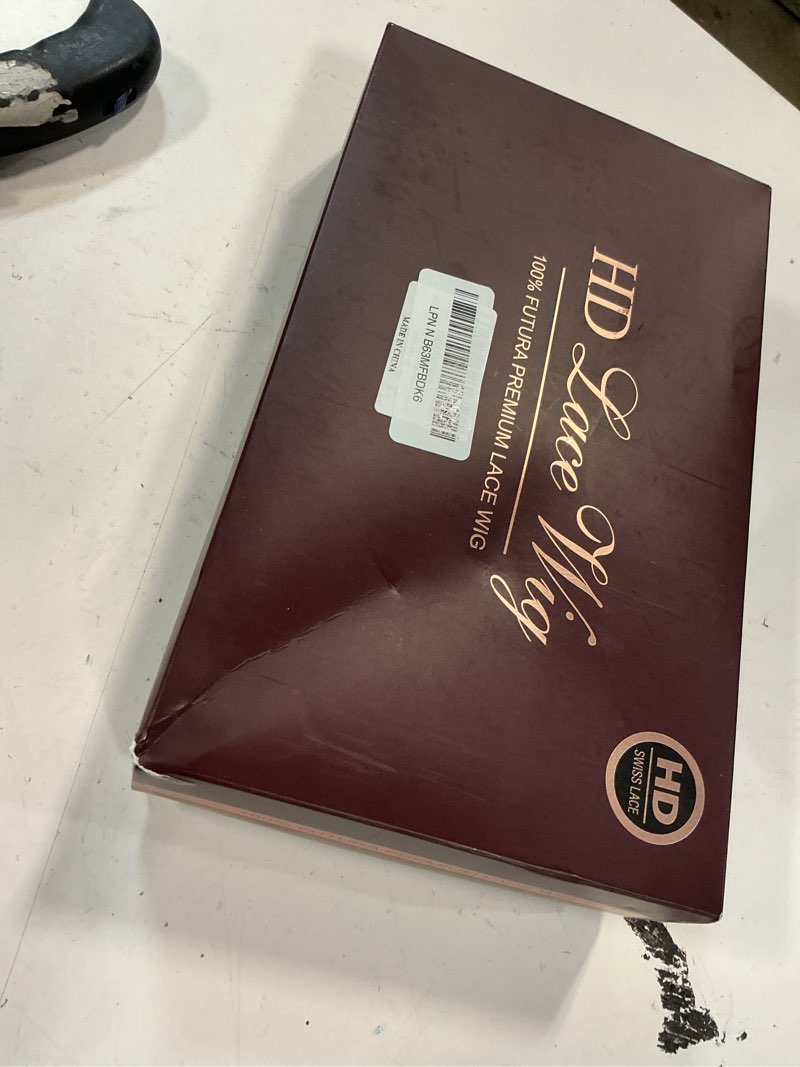 HD Lace Wig
100% FUTURA PREMIUM LACE WIG
LPN N B63MFBDK6
MADE IN CHINA
HD
SWISS LACE